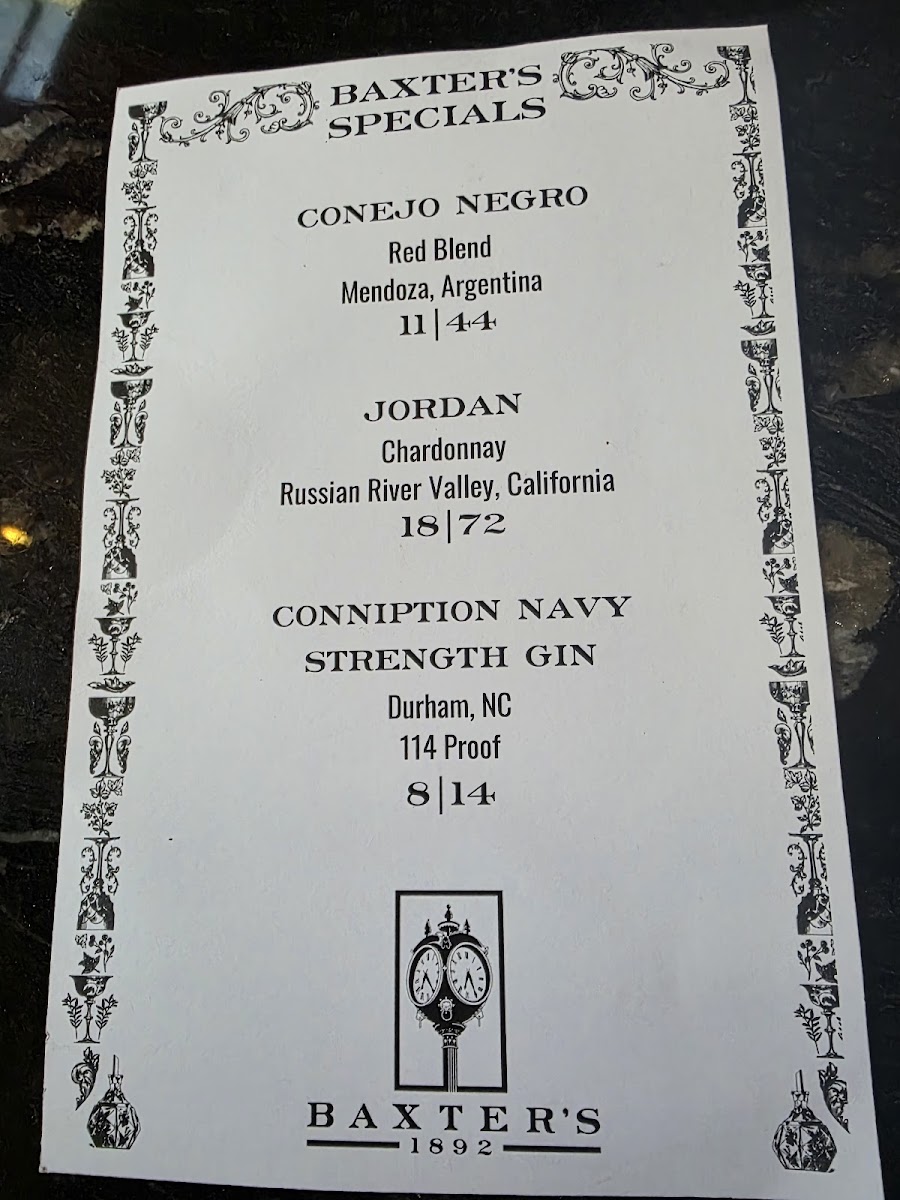 BAXTER'S
SPECIALS
CONEJO NEGRO
Red Blend
Mendoza, Argentina
11|44
JORDAN
Chardonnay
Russian River Valley, California
18|72
CONNIPTION NAVY
STRENGTH GIN
Durham, NC
114 Proof
8|14
BAXTER'S
1892